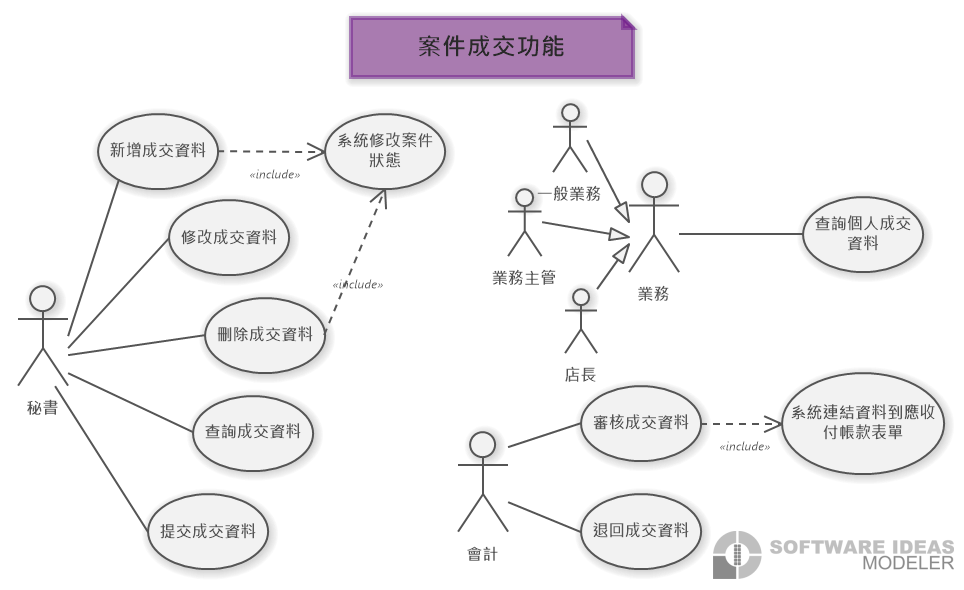 案件成交功能
新增成交資料
«include»
系統修改案件
狀態
修改成交資料
«include»
刪除成交資料
查詢成交資料
提交成交資料
秘書
一般業務
業務主管
店長
業務
查詢個人成交
資料
審核成交資料
«include»
系統連結資料到應收
付帳款表單
退回成交資料
會計
SOFTWARE IDEAS
MODELER